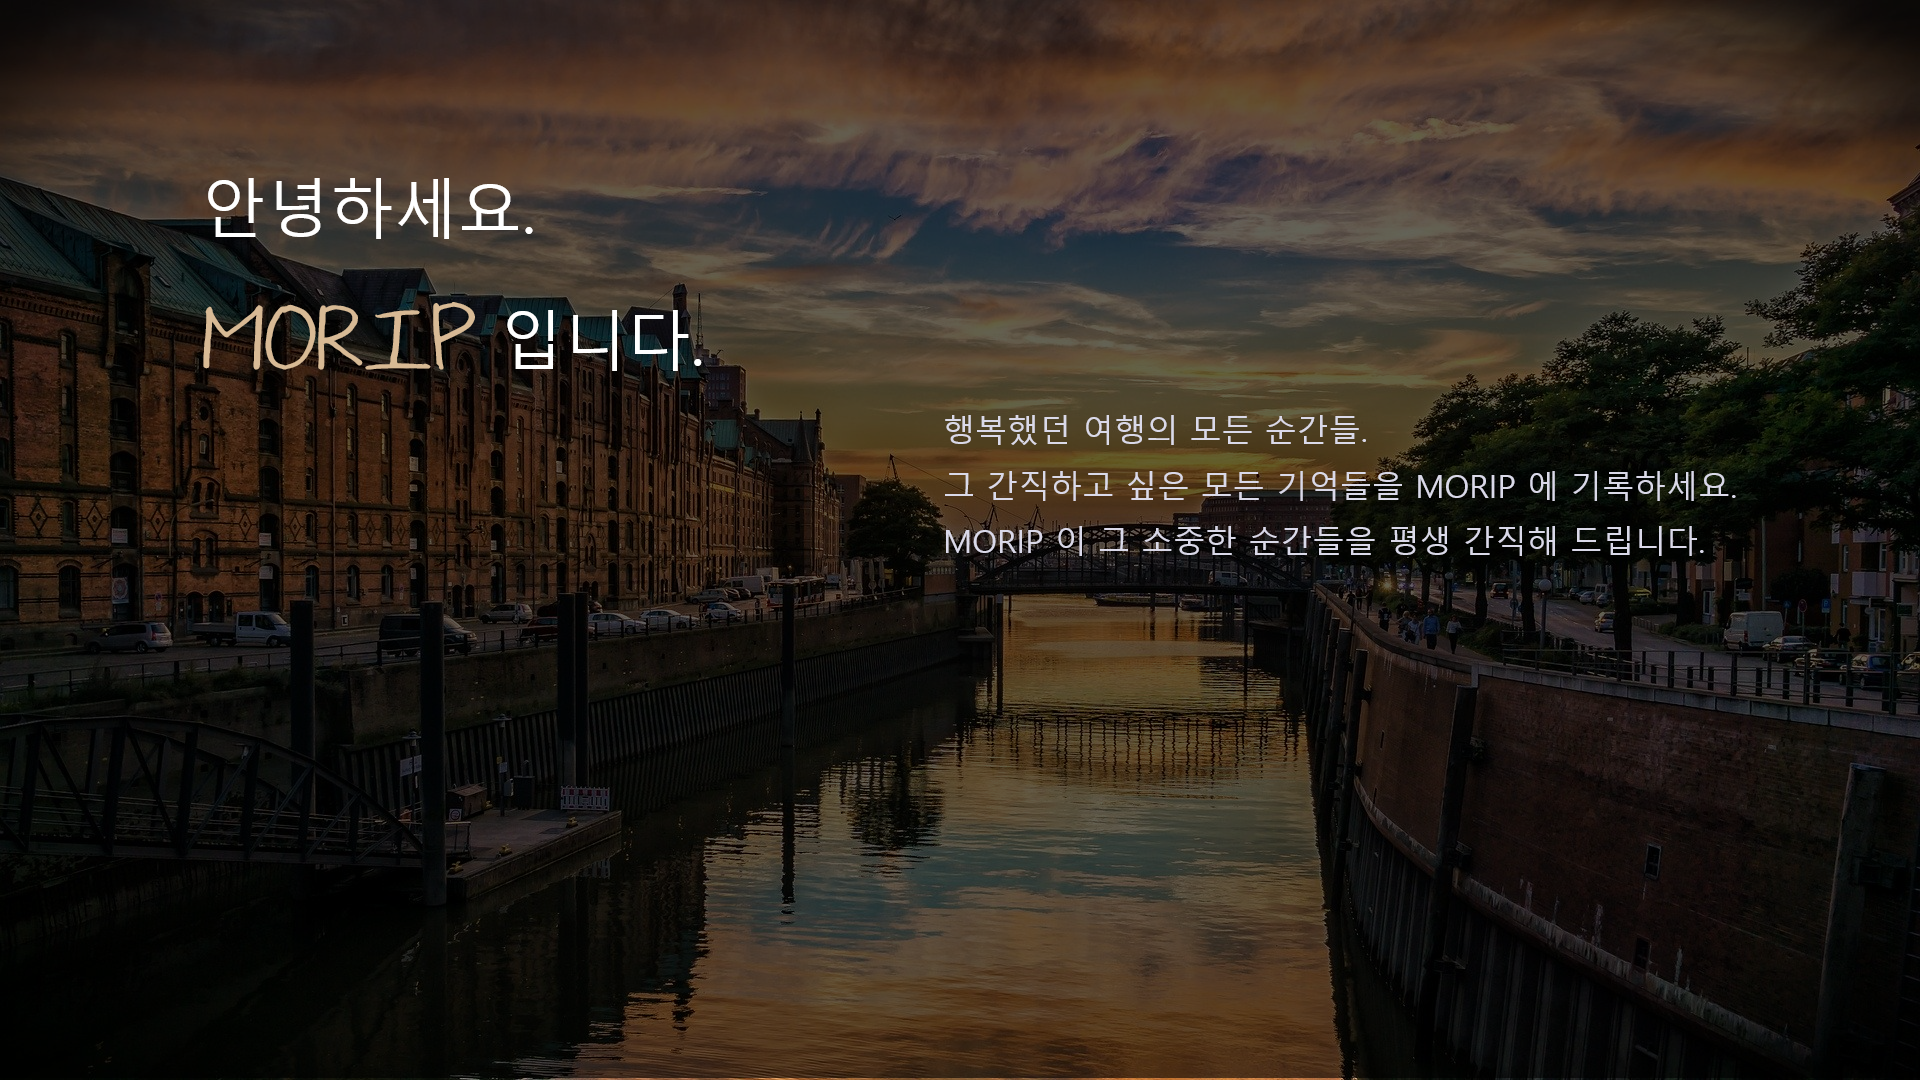 안녕하세요.
MORIP 입니다.
행복했던 여행의 모든 순간들.
그 간직하고 싶은 모든 기억들을 MORIP 에 기록하세요.
MORIP 이 그 소중한 순간들을 평생 간직해 드립니다.